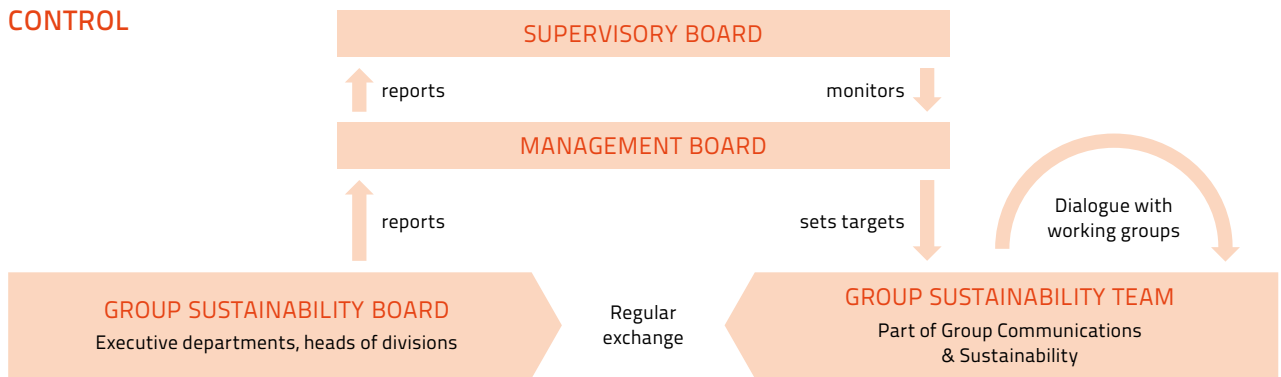 CONTROL
SUPERVISORY BOARD
reports
monitors
MANAGEMENT BOARD
reports
sets targets
Dialogue with
working groups
GROUP SUSTAINABILITY BOARD
Executive departments, heads of divisions
Regular
exchange
GROUP SUSTAINABILITY TEAM
Part of Group Communications
& Sustainability